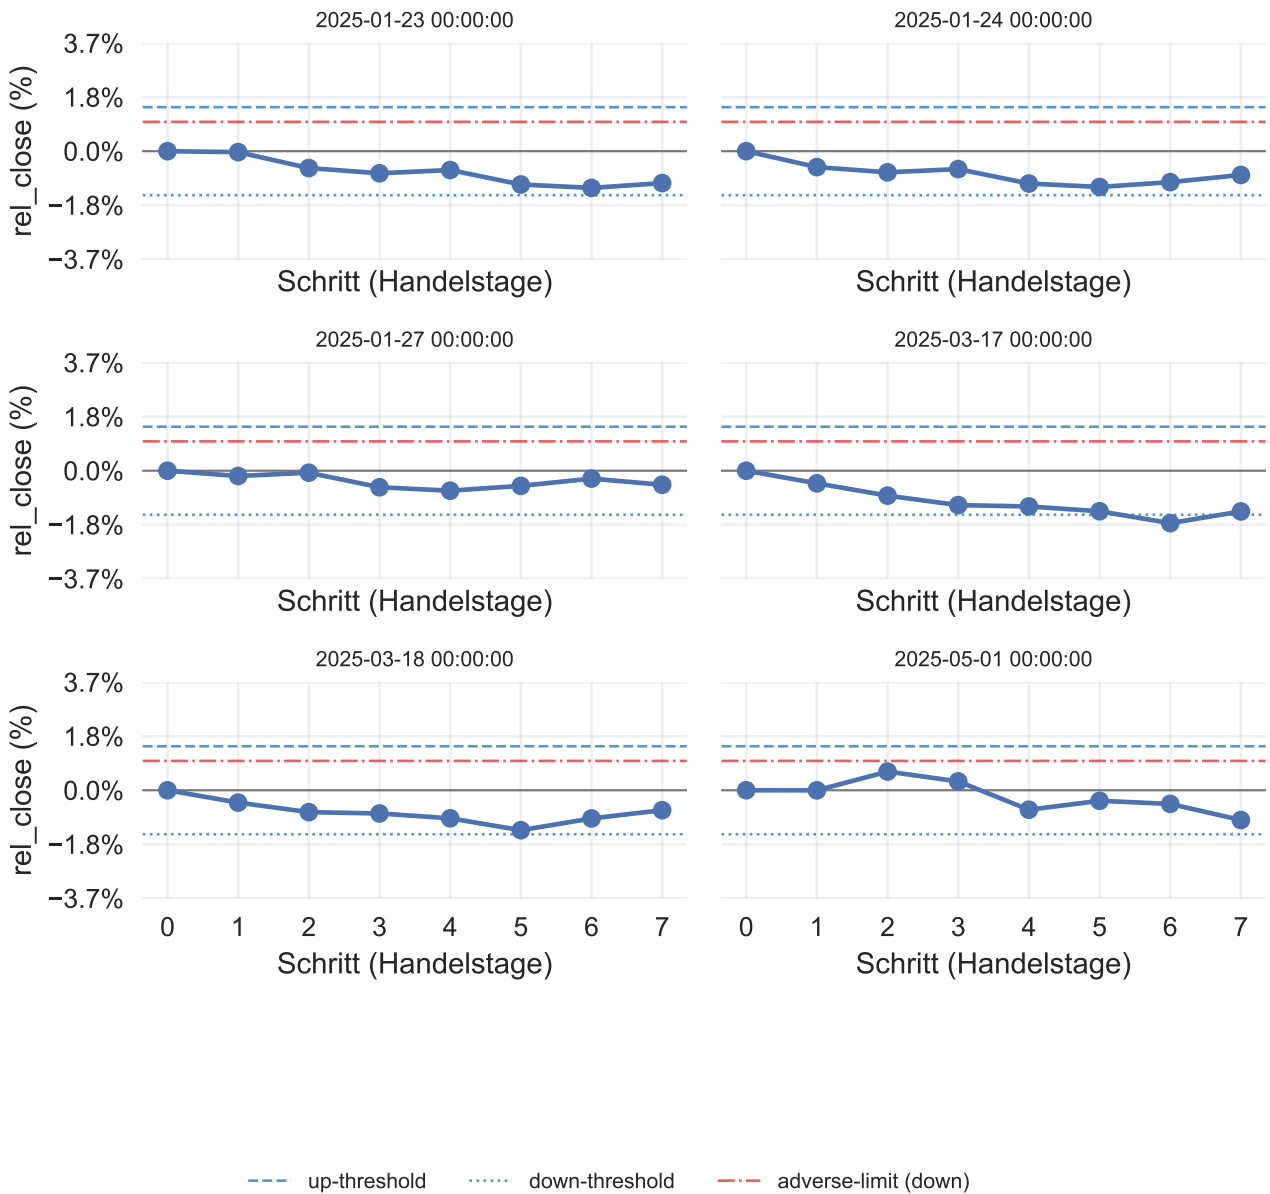 2025-01-23 00:00:00
2025-01-24 00:00:00
rel_close (%)
3.7%
1.8%
0.0%
−1.8%
−3.7%
Schritt (Handelstage)
Schritt (Handelstage)
2025-01-27 00:00:00
2025-03-17 00:00:00
rel_close (%)
3.7%
1.8%
0.0%
−1.8%
−3.7%
Schritt (Handelstage)
Schritt (Handelstage)
2025-03-18 00:00:00
2025-05-01 00:00:00
rel_close (%)
3.7%
1.8%
0.0%
−1.8%
−3.7%
0 1 2 3 4 5 6 7
0 1 2 3 4 5 6 7
Schritt (Handelstage)
Schritt (Handelstage)
up-threshold
down-threshold
adverse-limit (down)